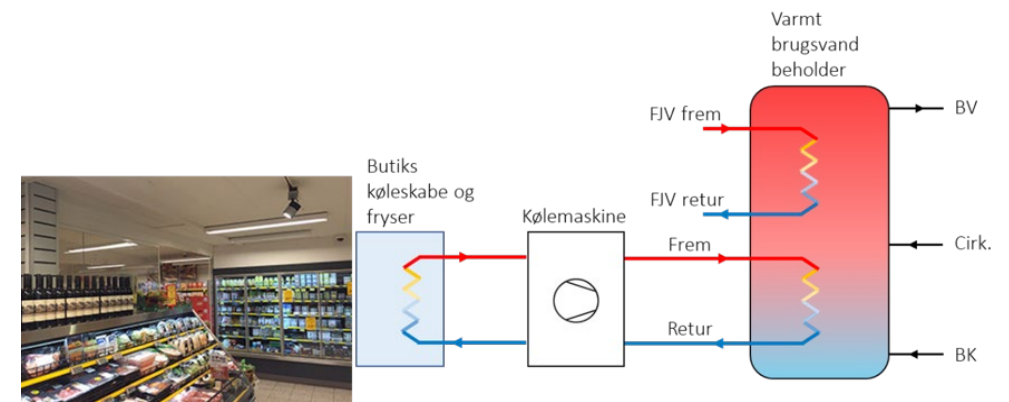 Varmt
brugsvand
beholder
FJV frem
BV
Butiks
køleskabe og
fryser
FJV retur
Kølemaskine
Frem
Cirk.
Retur
BK